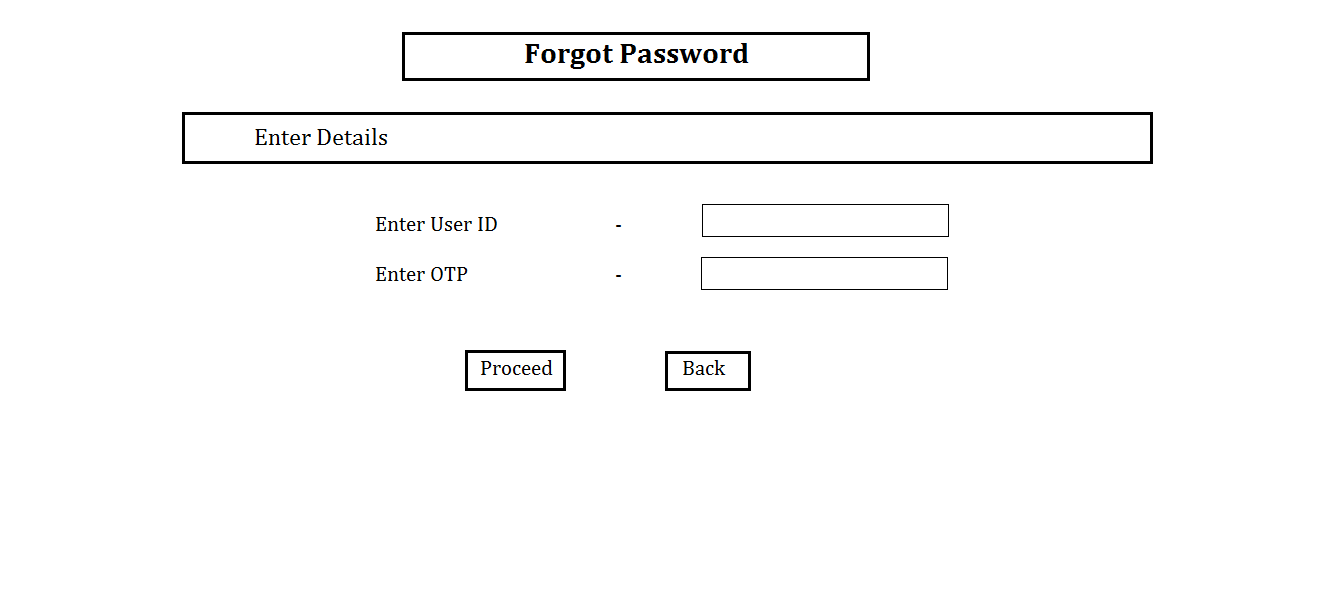 Forgot Password
Enter Details
Enter User ID -
Enter OTP -
Proceed Back